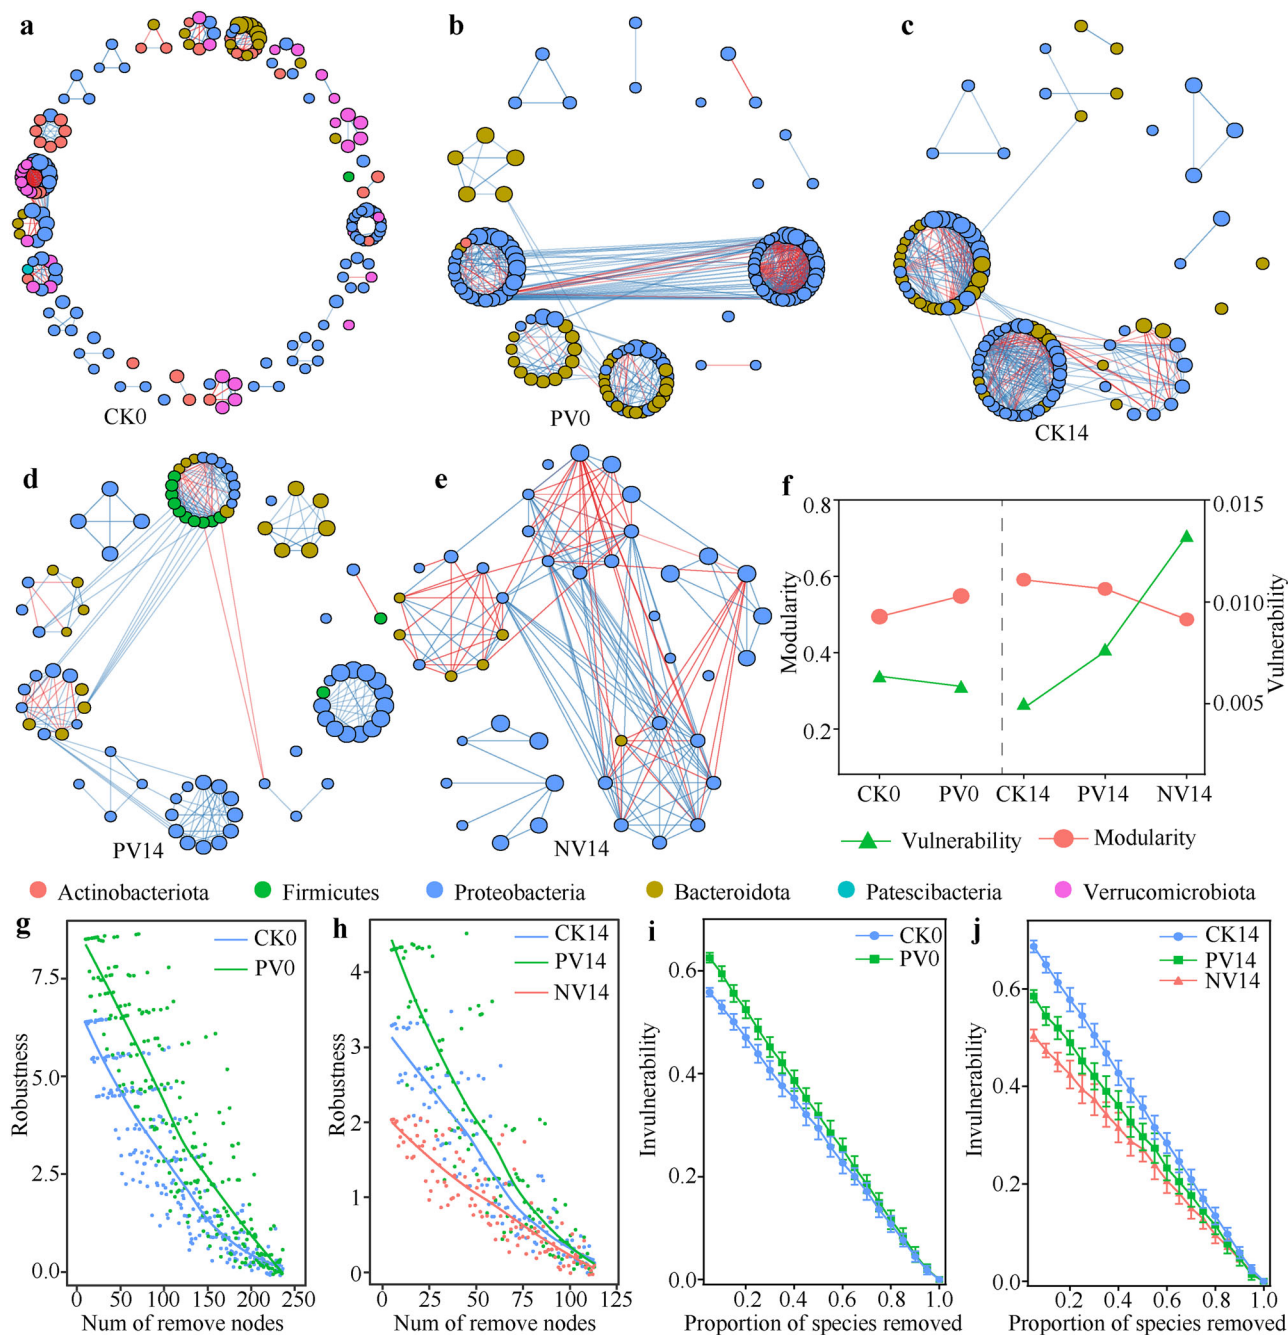 a
b
c
CK0
PV0
CK14
d
e
f
PV14
NV14
0.8
0.6
0.4
0.2
Modularity
0.015
0.010
0.005
Vulnerability
CK0 PV0 CK14 PV14 NV14
Vulnerability Modularity
Actinobacteriota Firmicutes Proteobacteria Bacteroidota Patescibacteria Verrucomicrobiota
g
CK0
PV0
7.5
5.0
2.5
0.0
Robustness
0 50 100 150 200 250
Num of remove nodes
h
CK14
PV14
NV14
4
3
2
1
0
Robustness
0 25 50 75 100 125
Num of remove nodes
i
CK0
PV0
0.6
0.4
0.2
0.0
Invulnerability
0.2 0.4 0.6 0.8 1.0
Proportion of species removed
j
CK14
PV14
NV14
0.6
0.4
0.2
0.0
Invulnerability
0.2 0.4 0.6 0.8 1.0
Proportion of species removed